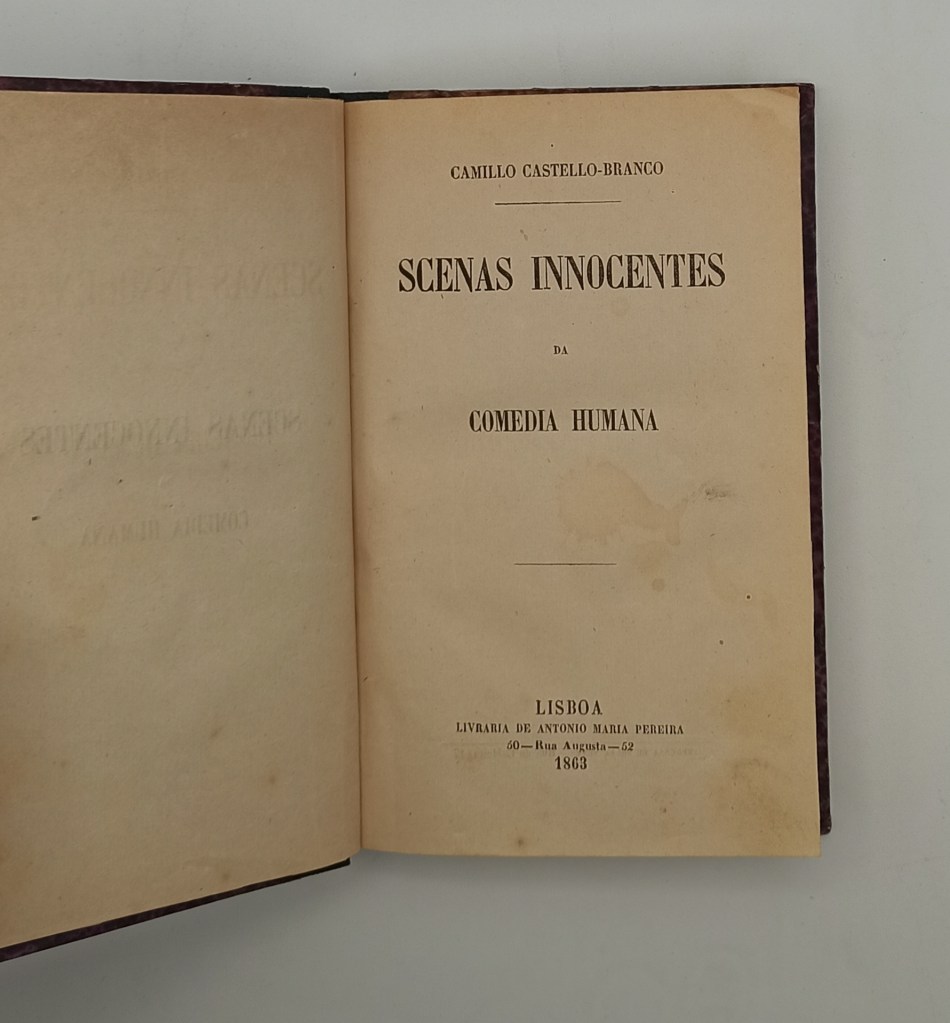 CAMILLO CASTELLO-BRANCO
SCENAS INNOCENTES
DA
COMEDIA HUMANA
LISBOA
LIVRARIA DE ANTONIO MARIA PEREIRA
50—Rua Augusta—52
1863